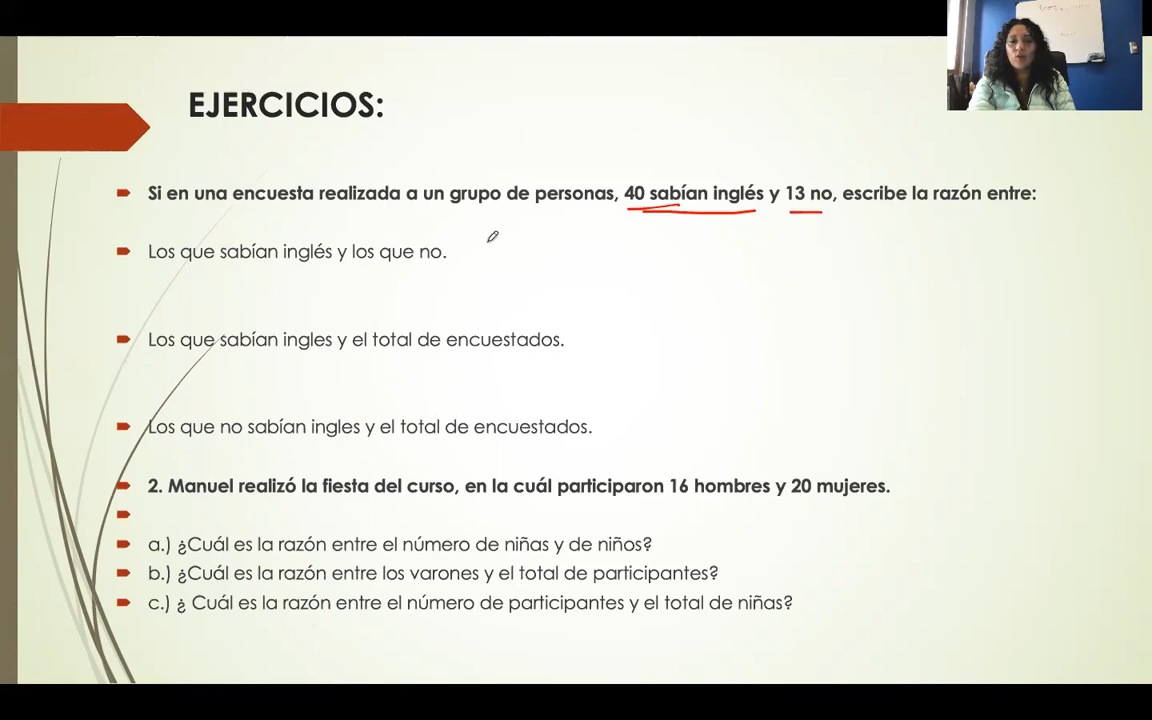 EJERCICIOS:
Si en una encuesta realizada a un grupo de personas, 40 sabían inglés y 13 no, escribe la razón entre:
Los que sabían inglés y los que no.
Los que sabían ingles y el total de encuestados.
Los que no sabían ingles y el total de encuestados.
2. Manuel realizó la fiesta del curso, en la cuál participaron 16 hombres y 20 mujeres.
a.) ¿Cuál es la razón entre el número de niñas y de niños?
b.) ¿Cuál es la razón entre los varones y el total de participantes?
c.) ¿ Cuál es la razón entre el número de participantes y el total de niñas?